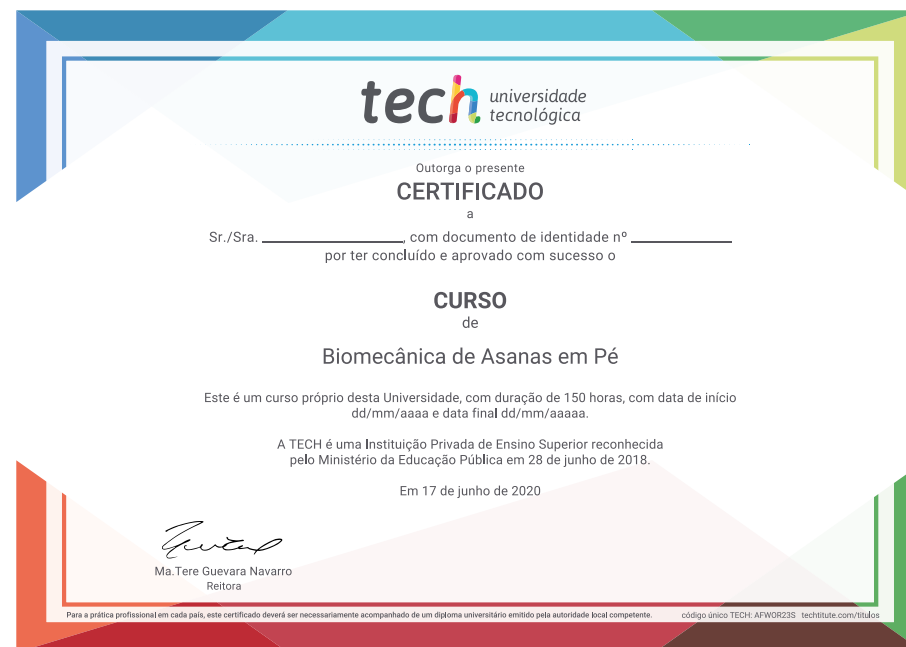 tech universidade
tecnológica
Outorga o presente
CERTIFICADO
a
Sr./Sra. ____________, com documento de identidade nº ____________
por ter concluído e aprovado com sucesso o
CURSO
de
Biomecânica de Asanas em Pé
Este é um curso próprio desta Universidade, com duração de 150 horas, com data de início
dd/mm/aaaa e data final dd/mm/aaaaa.
A TECH é uma Instituição Privada de Ensino Superior reconhecida
pelo Ministério da Educação Pública em 28 de junho de 2018.
Em 17 de junho de 2020
Ma.Tere Guevara Navarro
Reitora
Para a prática profissional em cada país, este certificado deverá ser necessariamente acompanhado de um diploma universitário emitido pela autoridade local competente. código único TECH: AFWOR23S techtitute.com/titulos